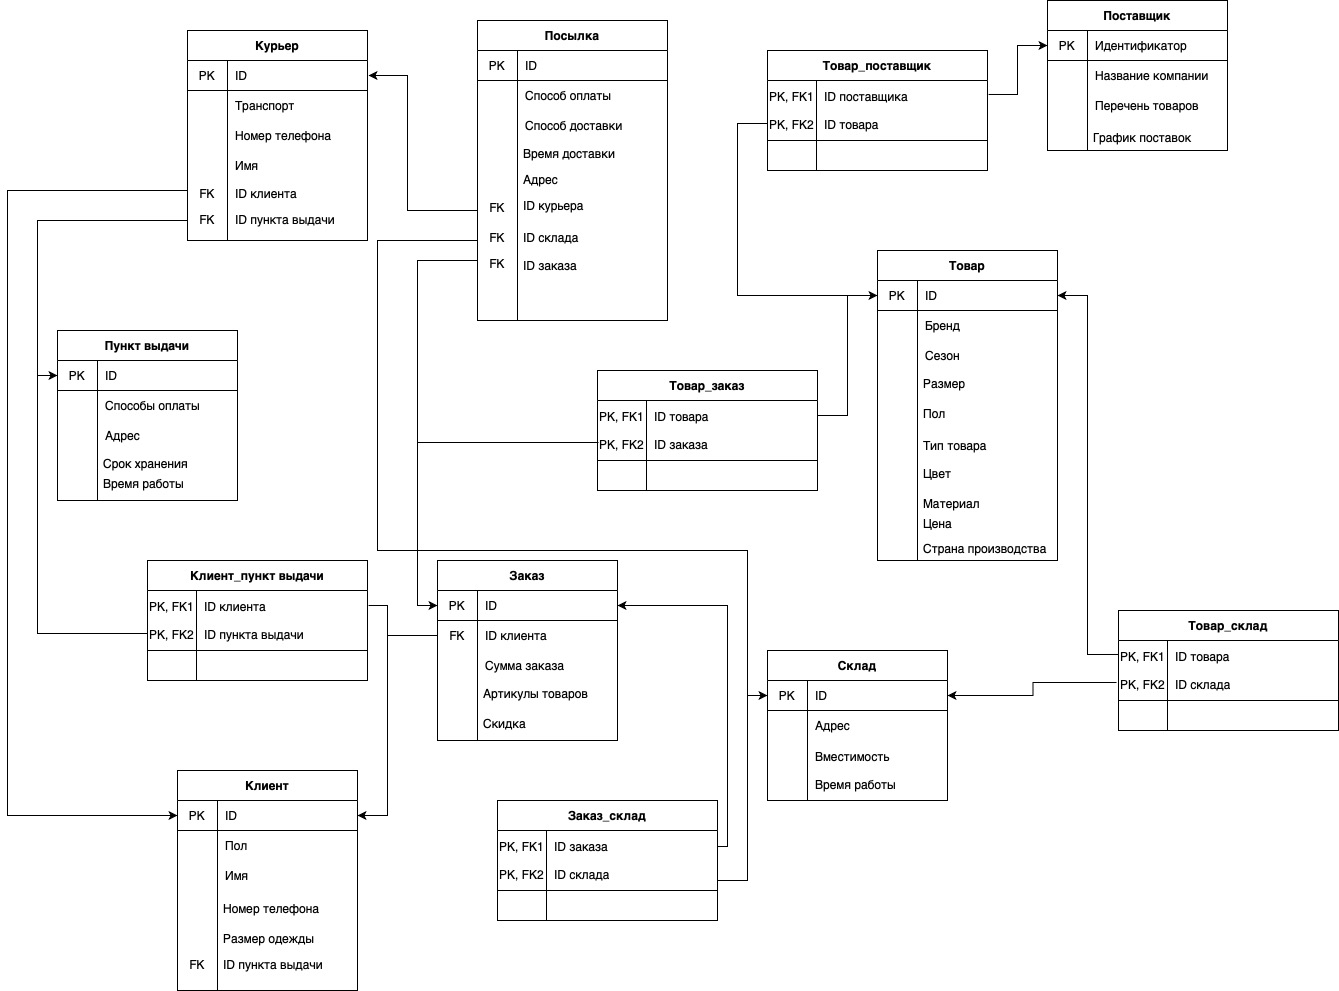 Курьер
PK ID
Транспорт
Номер телефона
Имя
FK ID клиента
FK ID пункта выдачи
Посылка
PK ID
Способ оплаты
Способ доставки
Время доставки
Адрес
FK ID курьера
FK ID склада
FK ID заказа
Товар_поставщик
PK, FK1 ID поставщика
PK, FK2 ID товара
Поставщик
PK Идентификатор
Название компании
Перечень товаров
График поставок
Товар
PK ID
Бренд
Сезон
Размер
Пол
Тип товара
Цвет
Материал
Цена
Страна производства
Пункт выдачи
PK ID
Способы оплаты
Адрес
Срок хранения
Время работы
Товар_заказ
PK, FK1 ID товара
PK, FK2 ID заказа
Клиент_пункт выдачи
PK, FK1 ID клиента
PK, FK2 ID пункта выдачи
Заказ
PK ID
FK ID клиента
Сумма заказа
Артикулы товаров
Скидка
Склад
PK ID
Адрес
Вместимость
Время работы
Товар_склад
PK, FK1 ID товара
PK, FK2 ID склада
Клиент
PK ID
Пол
Имя
Номер телефона
Размер одежды
FK ID пункта выдачи
Заказ_склад
PK, FK1 ID заказа
PK, FK2 ID склада